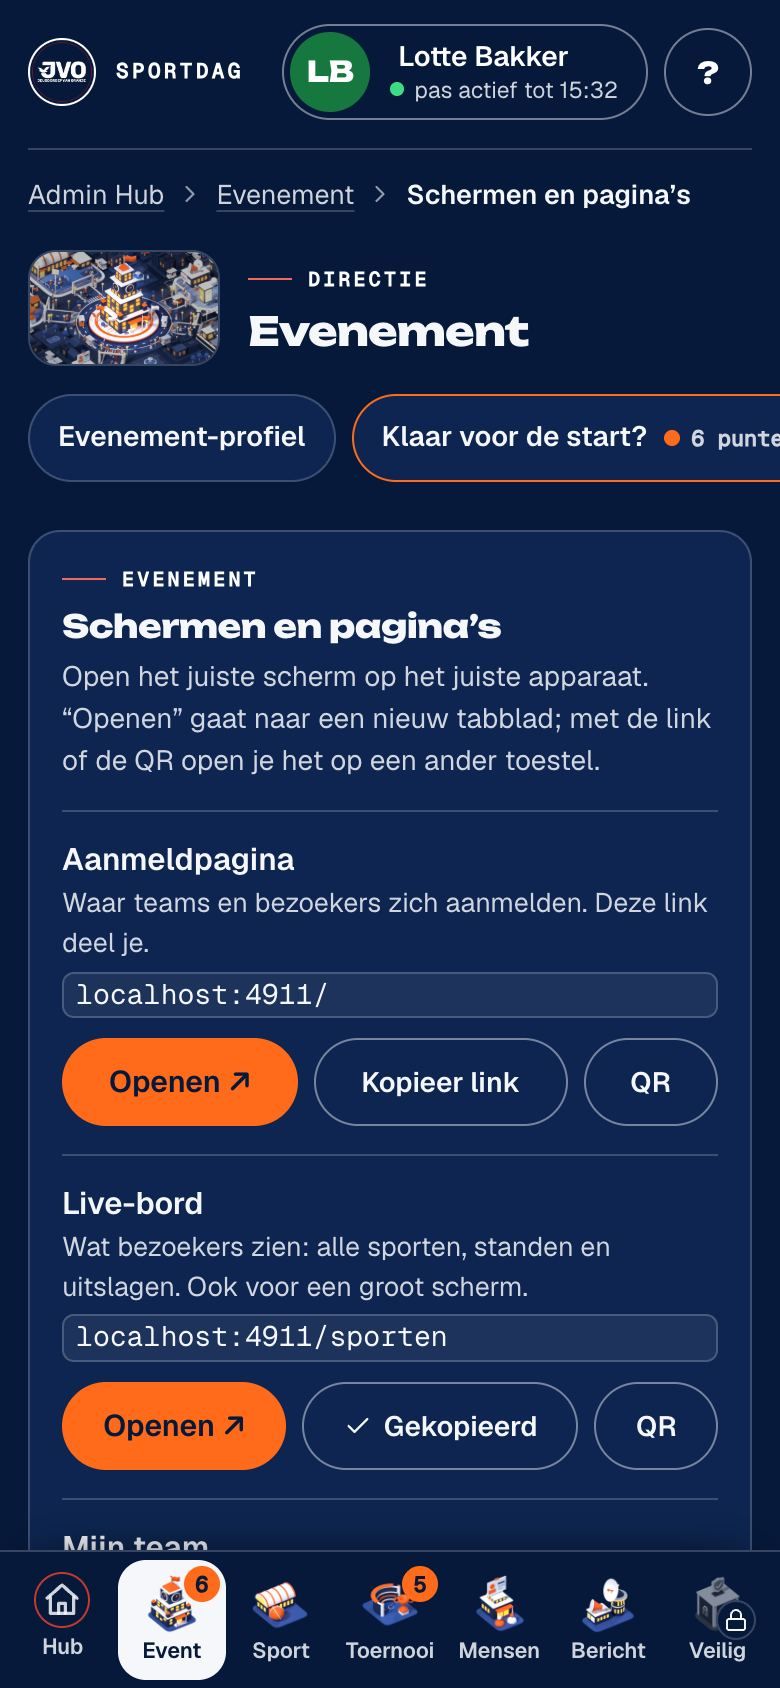 JVO
SPORTDAG
LB
Lotte Bakker
pas actief tot 15:32
?
Admin Hub > Evenement > Schermen en pagina’s
DIRECTIE
Evenement
Evenement-profiel
Klaar voor de start? 6 punte
EVENEMENT
Schermen en pagina’s
Open het juiste scherm op het juiste apparaat.
“Openen” gaat naar een nieuw tabblad; met de link
of de QR open je het op een ander toestel.
Aanmeldpagina
Waar teams en bezoekers zich aanmelden. Deze link
deel je.
localhost:4911/
Openen ↗
Kopieer link
QR
Live-bord
Wat bezoekers zien: alle sporten, standen en
uitslagen. Ook voor een groot scherm.
localhost:4911/sporten
Openen ↗
✓ Gekopieerd
QR
Mijn team
6
5
Hub
Event
Sport
Toernooi
Mensen
Bericht
Veilig